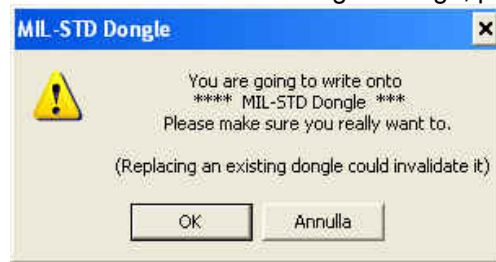 MIL-STD Dongle
You are going to write onto
**** MIL-STD Dongle ***
Please make sure you really want to.
(Replacing an existing dongle could invalidate it)
OK
Annulla